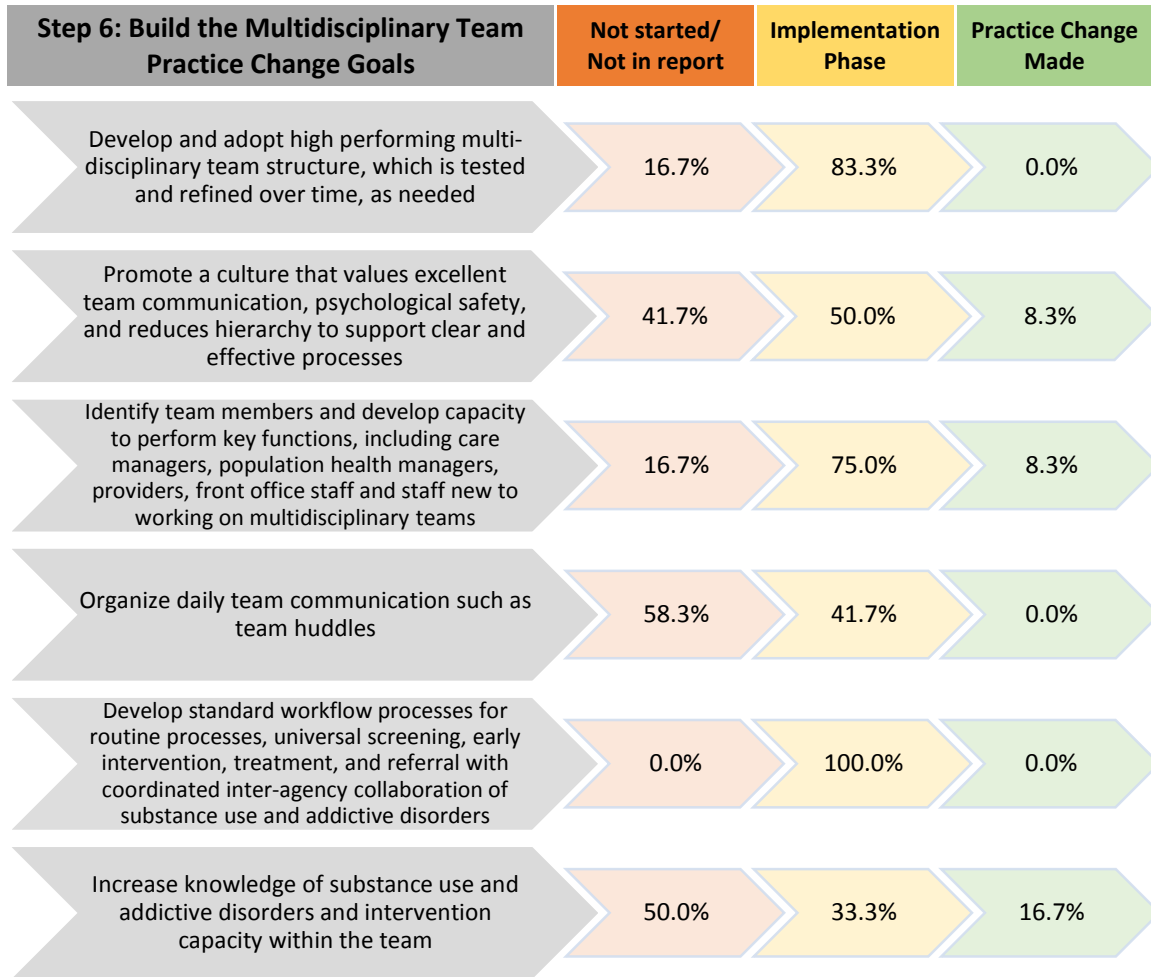 Step 6: Build the Multidisciplinary Team
Practice Change Goals
Not started/
Not in report
Implementation
Phase
Practice Change
Made
Develop and adopt high performing multi-
disciplinary team structure, which is tested
and refined over time, as needed
16.7%
83.3%
0.0%
Promote a culture that values excellent
team communication, psychological safety,
and reduces hierarchy to support clear and
effective processes
41.7%
50.0%
8.3%
Identify team members and develop capacity
to perform key functions, including care
managers, population health managers,
providers, front office staff and staff new to
working on multidisciplinary teams
16.7%
75.0%
8.3%
Organize daily team communication such as
team huddles
58.3%
41.7%
0.0%
Develop standard workflow processes for
routine processes, universal screening, early
intervention, treatment, and referral with
coordinated inter-agency collaboration of
substance use and addictive disorders
0.0%
100.0%
0.0%
Increase knowledge of substance use and
addictive disorders and intervention
capacity within the team
50.0%
33.3%
16.7%